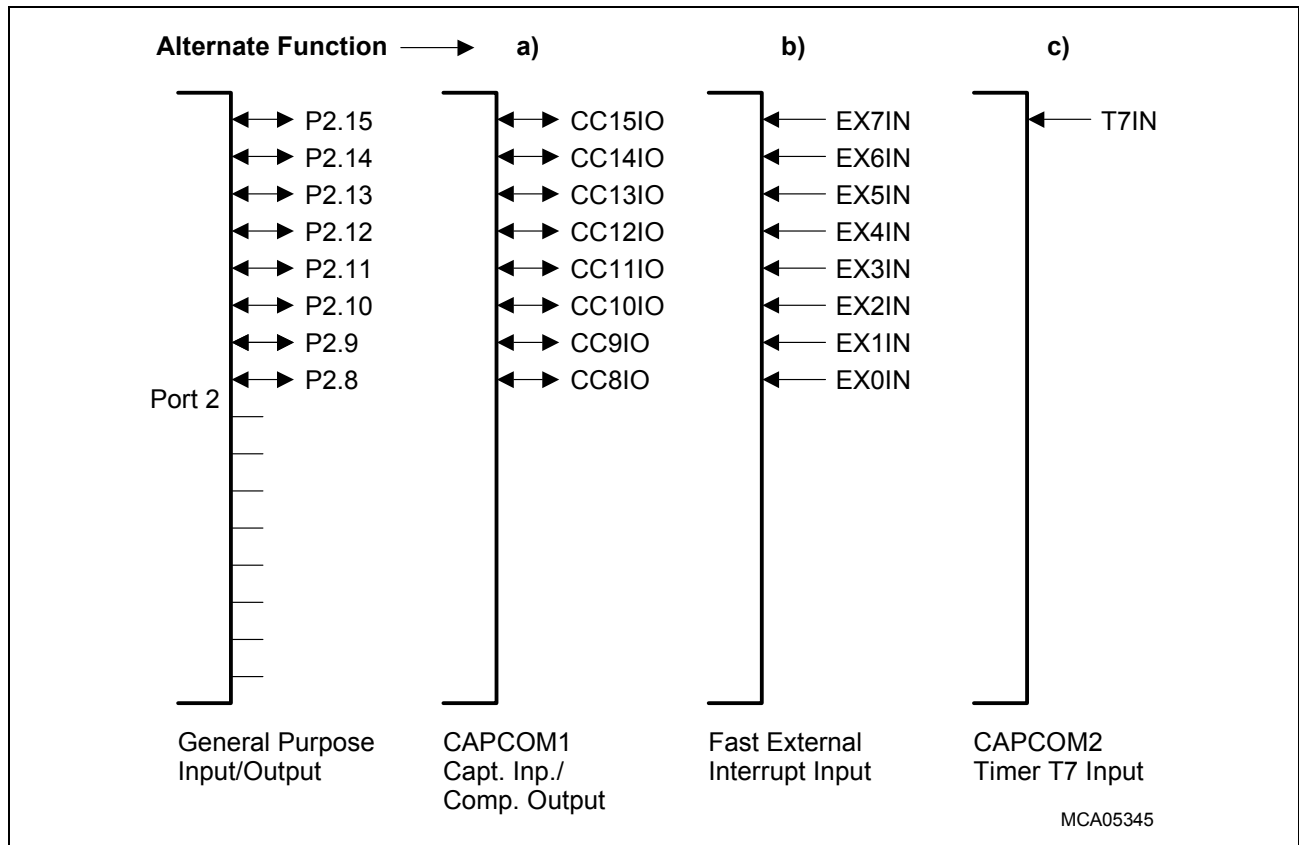 Alternate Function a) b) c)
P2.15 CC15IO EX7IN T7IN
P2.14 CC14IO EX6IN
P2.13 CC13IO EX5IN
P2.12 CC12IO EX4IN
P2.11 CC11IO EX3IN
P2.10 CC10IO EX2IN
P2.9 CC9IO EX1IN
P2.8 CC8IO EX0IN
Port 2
General Purpose
Input/Output
CAPCOM1
Capt. Inp./
Comp. Output
Fast External
Interrupt Input
CAPCOM2
Timer T7 Input
MCA05345